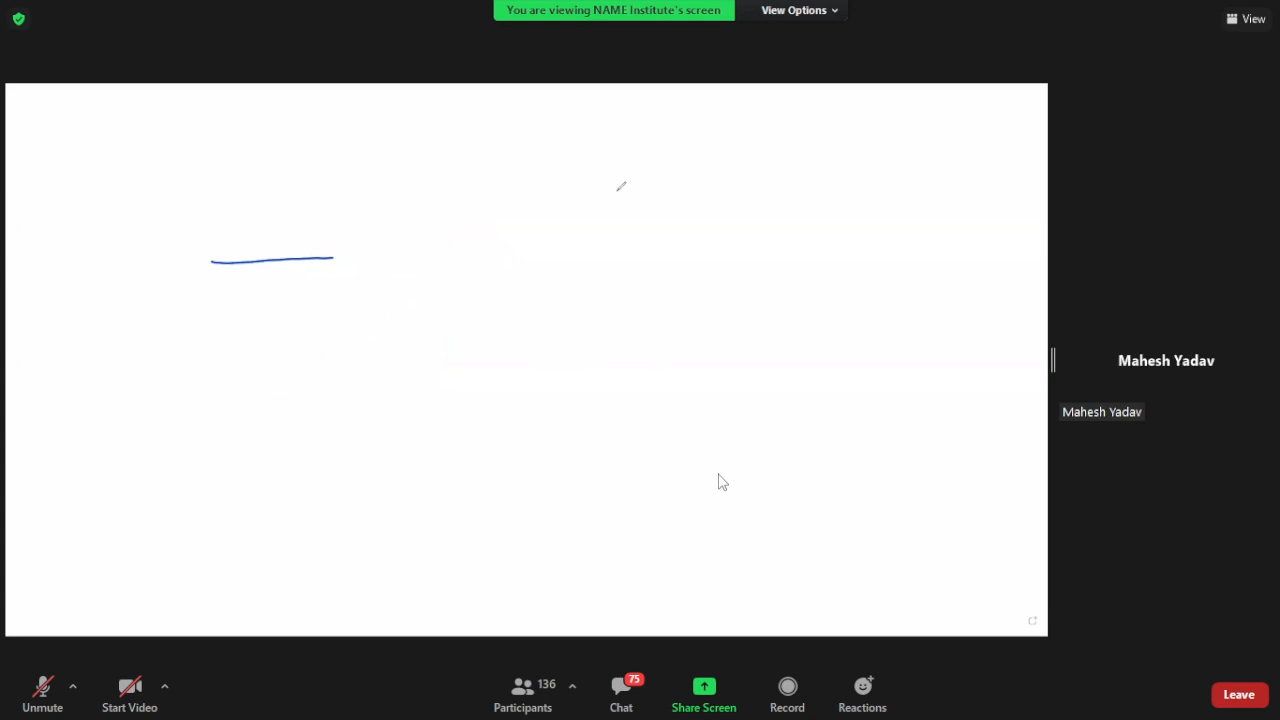 You are viewing NAME Institute's screen View Options
View
Mahesh Yadav
Mahesh Yadav
136 75
Unmute Start Video Participants Chat Share Screen Record Reactions Leave